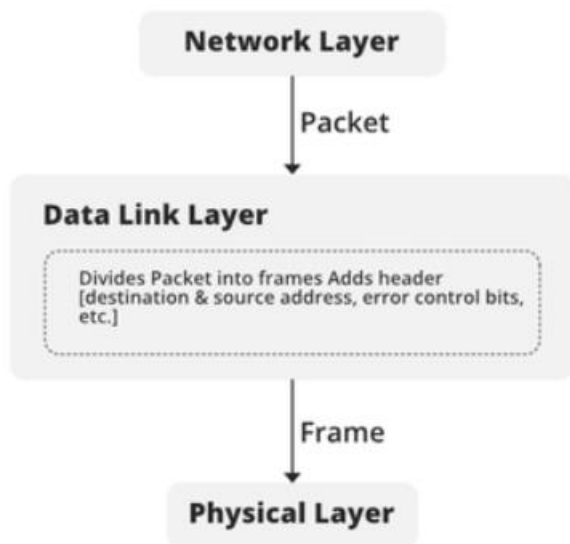 Network Layer
Packet
Data Link Layer
Divides Packet into frames Adds header
[destination & source address, error control bits,
etc.]
Frame
Physical Layer